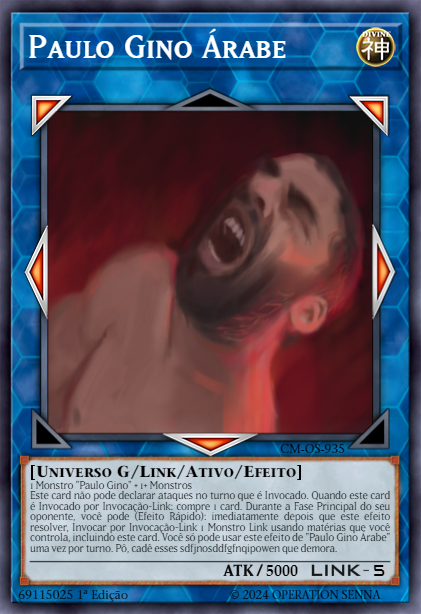 Paulo Gino Árabe
DIVINE
神
CM-OS-935
[Universo G/Link/Ativo/Efeito]
1 Monstro "Paulo Gino" + 1+ Monstros
Este card não pode declarar ataques no turno que é Invocado. Quando este card
é Invocado por Invocação-Link: compre 1 card. Durante a Fase Principal do seu
oponente, você pode (Efeito Rápido): imediatamente depois que este efeito
resolver, Invocar por Invocação-Link 1 Monstro Link usando matérias que você
controla, incluindo este card. Você só pode usar este efeito de "Paulo Gino Árabe"
uma vez por turno. Pô, cadê esses sdfjnosddfgfnqipowen que demora.
ATK/5000 LINK-5
69115025 1ª Edição
© 2024 OPERATION SENNA